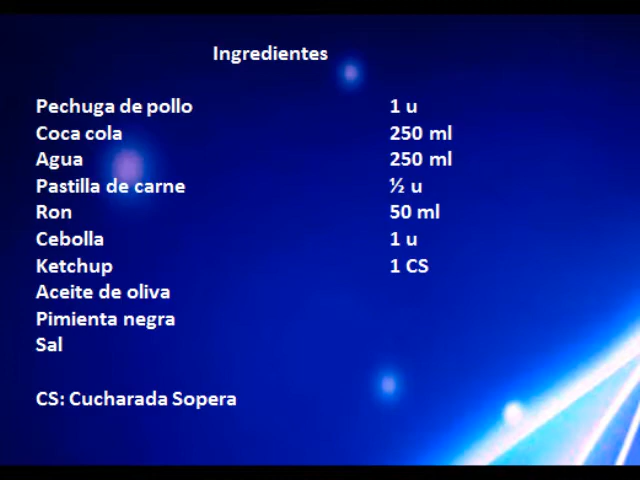 Ingredientes
Pechuga de pollo 1 u
Coca cola 250 ml
Agua 250 ml
Pastilla de carne ½ u
Ron 50 ml
Cebolla 1 u
Ketchup 1 CS
Aceite de oliva
Pimienta negra
Sal
CS: Cucharada Sopera